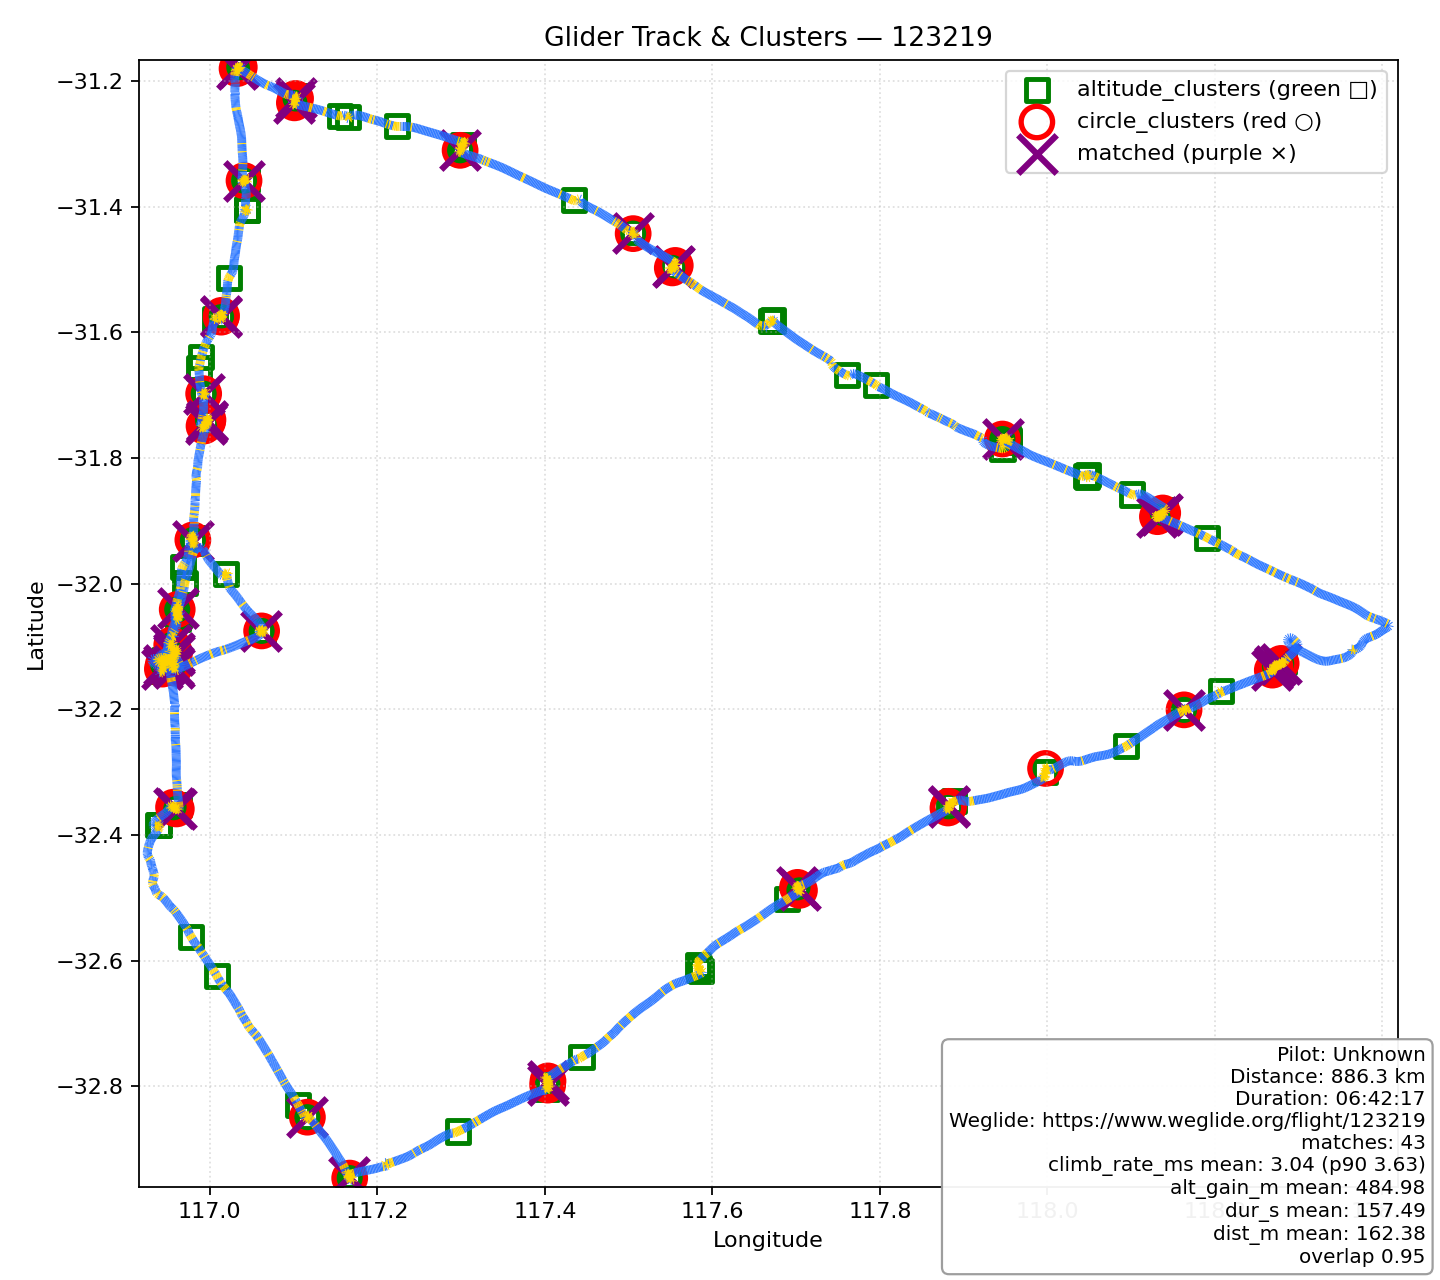 Glider Track & Clusters — 123219
altitude_clusters (green □)
circle_clusters (red ○)
matched (purple ×)
Latitude
−31.2
−31.4
−31.6
−31.8
−32.0
−32.2
−32.4
−32.6
−32.8
117.0
117.2
117.4
117.6
117.8
118.0
Longitude
Pilot: Unknown
Distance: 886.3 km
Duration: 06:42:17
Weglide: https://www.weglide.org/flight/123219
matches: 43
climb_rate_ms mean: 3.04 (p90 3.63)
alt_gain_m mean: 484.98
dur_s mean: 157.49
dist_m mean: 162.38
overlap 0.95